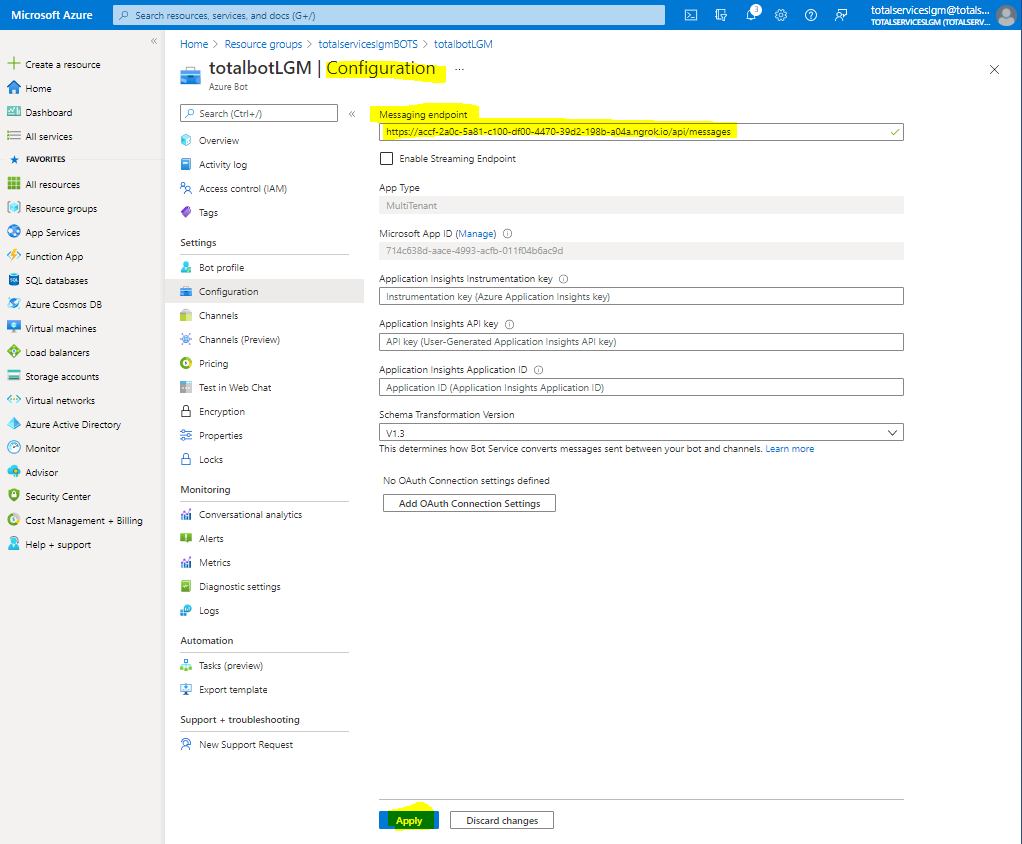 Microsoft Azure
Search resources, services, and docs (G+/)
3
totalserviceslgm@totals...
TOTALSERVICESLGM (TOTALSERV...
«
Create a resource
Home
Dashboard
All services
FAVORITES
All resources
Resource groups
App Services
Function App
SQL databases
Azure Cosmos DB
Virtual machines
Load balancers
Storage accounts
Virtual networks
Azure Active Directory
Monitor
Advisor
Security Center
Cost Management + Billing
Help + support
Home > Resource groups > totalserviceslgmBOTS > totalbotLGM
totalbotLGM | Configuration ...
Azure Bot
Search (Ctrl+/)
«
Overview
Activity log
Access control (IAM)
Tags
Settings
Bot profile
Configuration
Channels
Channels (Preview)
Pricing
Test in Web Chat
Encryption
Properties
Locks
Monitoring
Conversational analytics
Alerts
Metrics
Diagnostic settings
Logs
Automation
Tasks (preview)
Export template
Support + troubleshooting
New Support Request
Messaging endpoint
https://accf-2a0c-5a81-c100-df00-4470-39d2-198b-a04a.ngrok.io/api/messages
Enable Streaming Endpoint
App Type
MultiTenant
Microsoft App ID (Manage)
714c638d-aace-4993-acfb-011f04b6ac9d
Application Insights Instrumentation key
Instrumentation key (Azure Application Insights key)
Application Insights API key
API key (User-Generated Application Insights API key)
Application Insights Application ID
Application ID (Application Insights Application ID)
Schema Transformation Version
V1.3
This determines how Bot Service converts messages sent between your bot and channels. Learn more
No OAuth Connection settings defined
Add OAuth Connection Settings
Apply
Discard changes